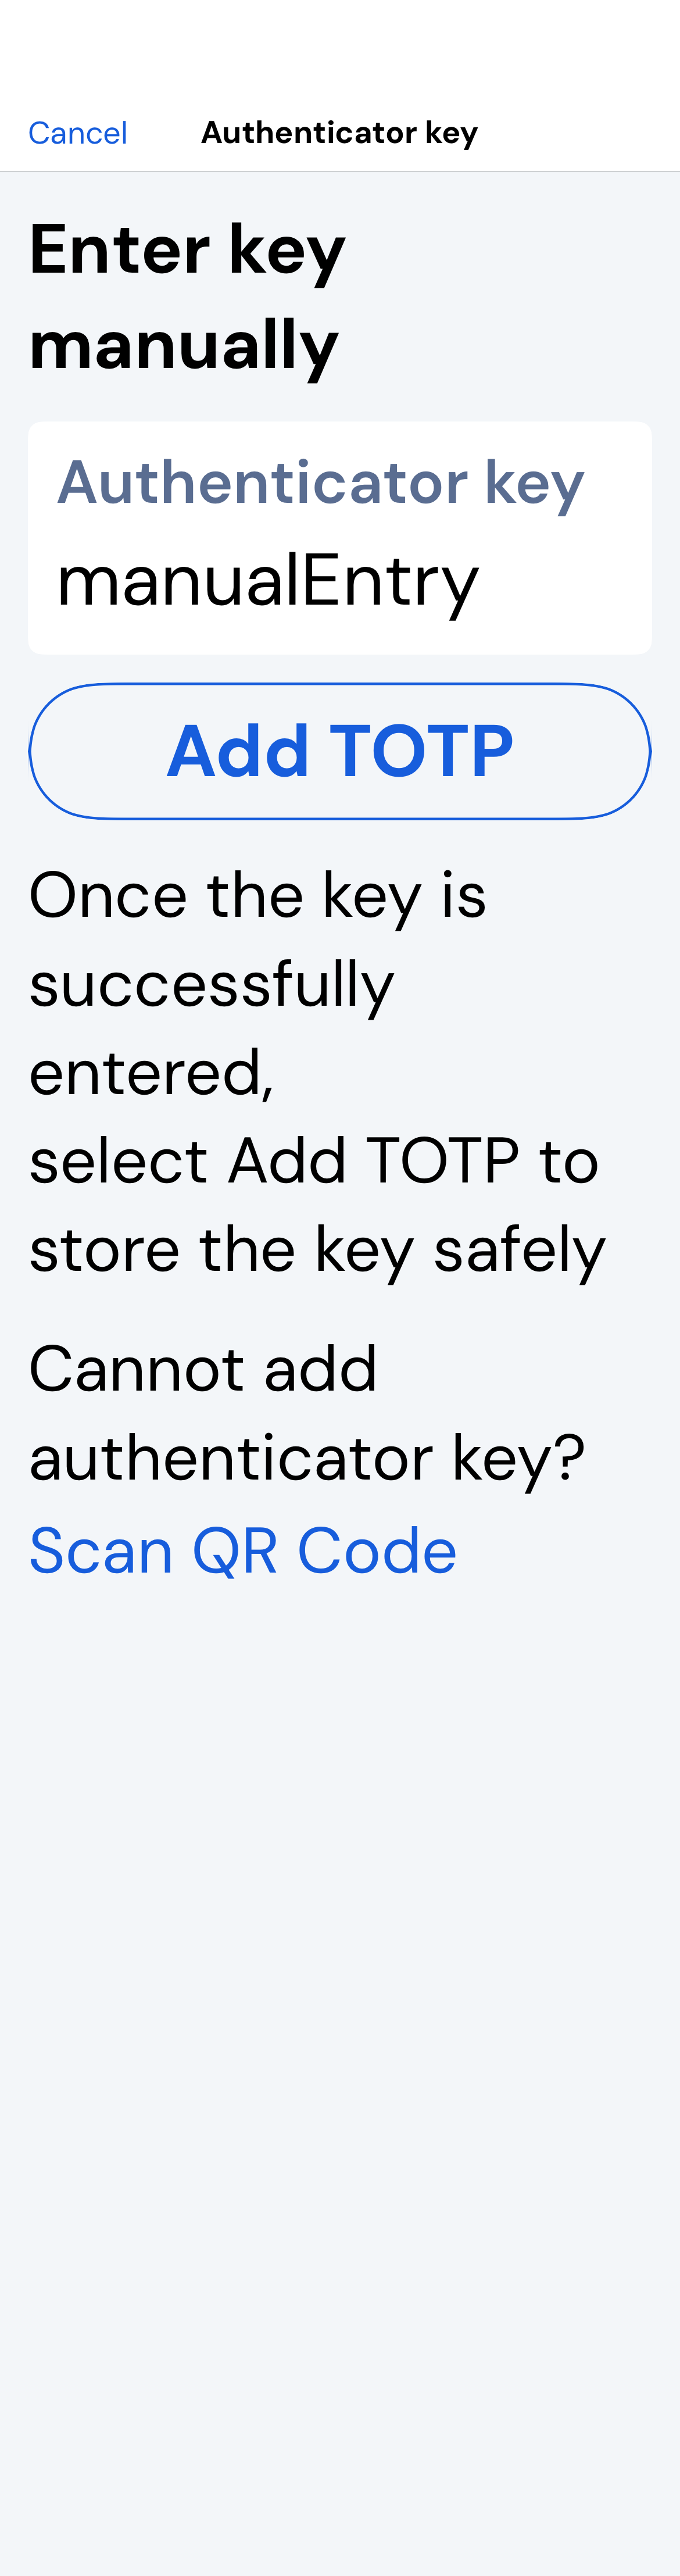 Cancel
Authenticator key
Enter key
manually
Authenticator key
manualEntry
Add TOTP
Once the key is
successfully
entered,
select Add TOTP to
store the key safely
Cannot add
authenticator key?
Scan QR Code